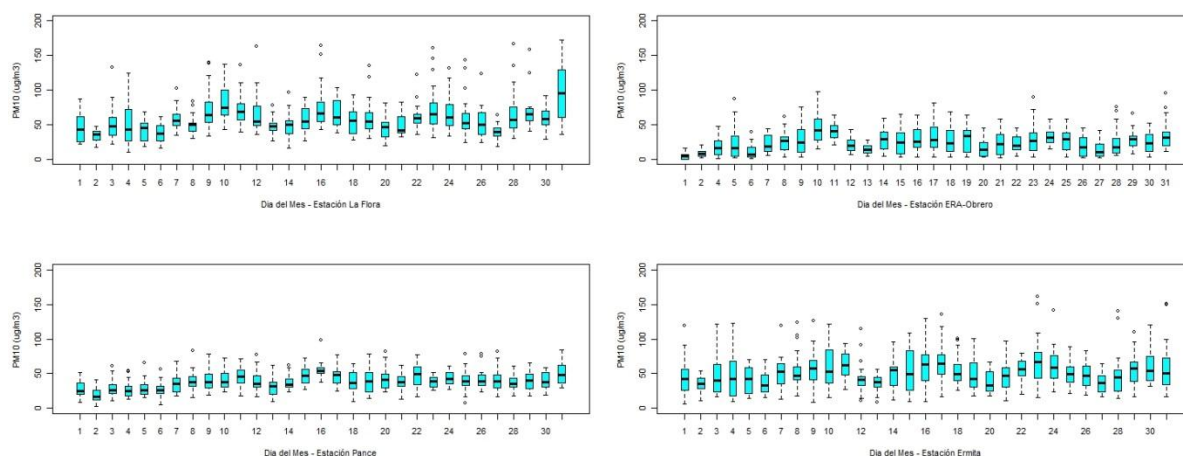 200
150
100
50
0
PM10 (ug/m3)
1 2 3 4 5 6 7 8 9 10 12 14 16 18 20 22 24 26 28 30
Dia del Mes - Estación La Flora
200
150
100
50
0
PM10 (ug/m3)
1 2 4 5 6 7 8 9 10 11 12 13 14 15 16 17 18 19 20 21 22 23 24 25 26 27 28 29 30 31
Dia del Mes - Estación ERA-Obrero
200
150
100
50
0
PM10 (ug/m3)
1 2 3 4 5 6 7 8 9 10 12 14 16 18 20 22 24 26 28 30
Dia del Mes - Estación Pance
200
150
100
50
0
PM10 (ug/m3)
1 2 3 4 5 6 7 8 9 10 12 14 16 18 20 22 24 26 28 30
Dia del Mes - Estación Ermita